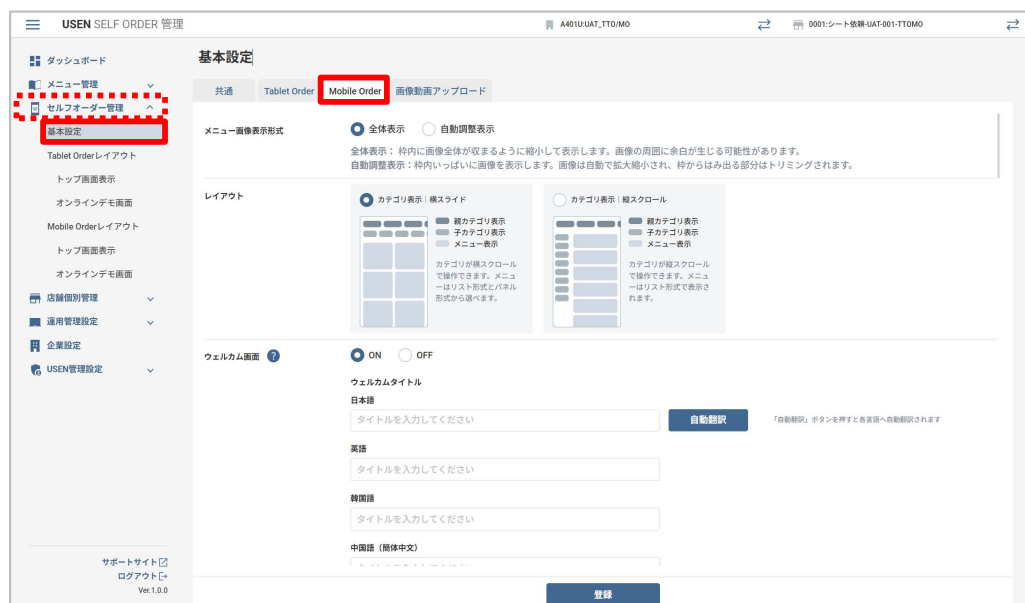 USEN SELF ORDER 管理
A401U:UAT_TTO/MO
0001:シート依頼-UAT-001-TTOMO
ダッシュボード
メニュー管理
セルフオーダー管理
基本設定
Tablet Orderレイアウト
トップ画面表示
オンラインデモ画面
Mobile Orderレイアウト
トップ画面表示
オンラインデモ画面
店舗個別管理
運用管理設定
企業設定
USEN管理設定
サポートサイト
ログアウト
Ver.1.0.0
基本設定
共通
Tablet Order
Mobile Order
画像動画アップロード
メニュー画像表示形式
全体表示
自動調整表示
全体表示： 枠内に画像全体が収まるように縮小して表示します。画像の周囲に余白が生じる可能性があります。
自動調整表示：枠内いっぱいに画像を表示します。画像は自動で拡大縮小され、枠からはみ出る部分はトリミングされます。
レイアウト
カテゴリ表示｜横スライド
親カテゴリ表示
子カテゴリ表示
メニュー表示
カテゴリが横スクロール
で操作できます。メニュ
ーはリスト形式とパネル
形式から選べます。
カテゴリ表示｜縦スクロール
親カテゴリ表示
子カテゴリ表示
メニュー表示
カテゴリが縦スクロール
で操作できます。メニュ
ーはリスト形式で表示さ
れます。
ウェルカム画面 ?
ON
OFF
ウェルカムタイトル
日本語
タイトルを入力してください
自動翻訳
「自動翻訳」ボタンを押すと各言語へ自動翻訳されます
英語
タイトルを入力してください
韓国語
タイトルを入力してください
中国語（簡体中文）
登録